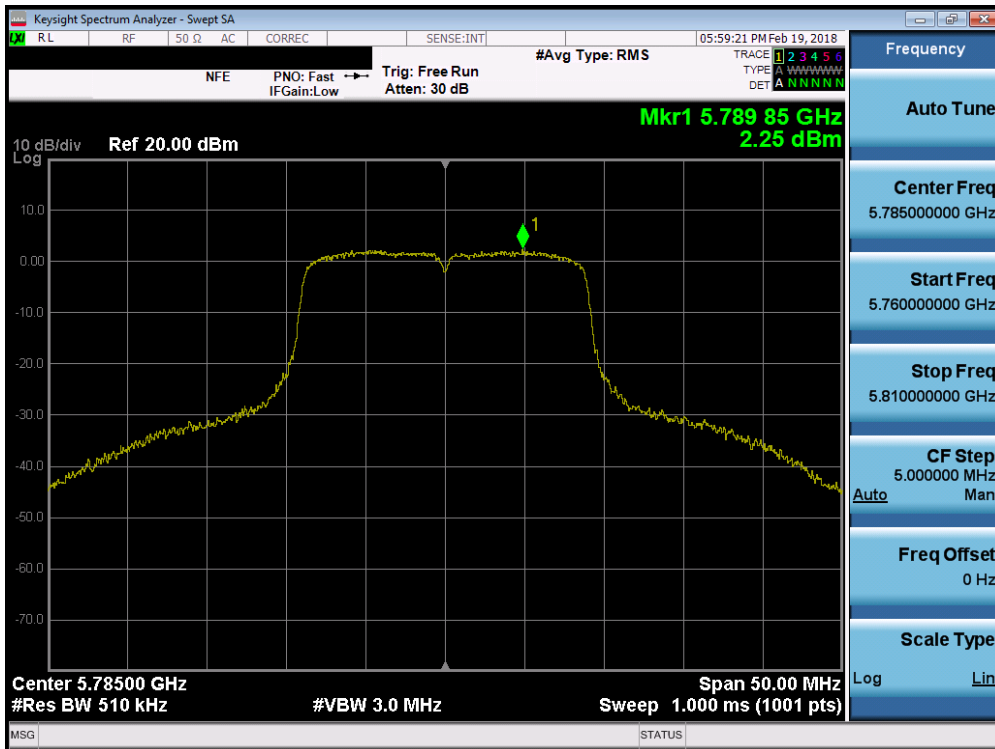 Keysight Spectrum Analyzer - Swept SA
LXI RL RF 50 Ω AC CORREC SENSE:INT 05:59:21 PM Feb 19, 2018
#Avg Type: RMS TRACE 1 2 3 4 5 6
NFE PNO: Fast Trig: Free Run TYPE A WWWWW
IFGain:Low Atten: 30 dB DET A N N N N N
Mkr1 5.789 85 GHz
2.25 dBm
10 dB/div Ref 20.00 dBm
Log
1
10.0
0.00
-10.0
-20.0
-30.0
-40.0
-50.0
-60.0
-70.0
Center 5.78500 GHz Span 50.00 MHz
#Res BW 510 kHz #VBW 3.0 MHz Sweep 1.000 ms (1001 pts)
MSG STATUS
Frequency
Auto Tune
Center Freq
5.785000000 GHz
Start Freq
5.760000000 GHz
Stop Freq
5.810000000 GHz
CF Step
5.000000 MHz
Auto Man
Freq Offset
0 Hz
Scale Type
Log Lin